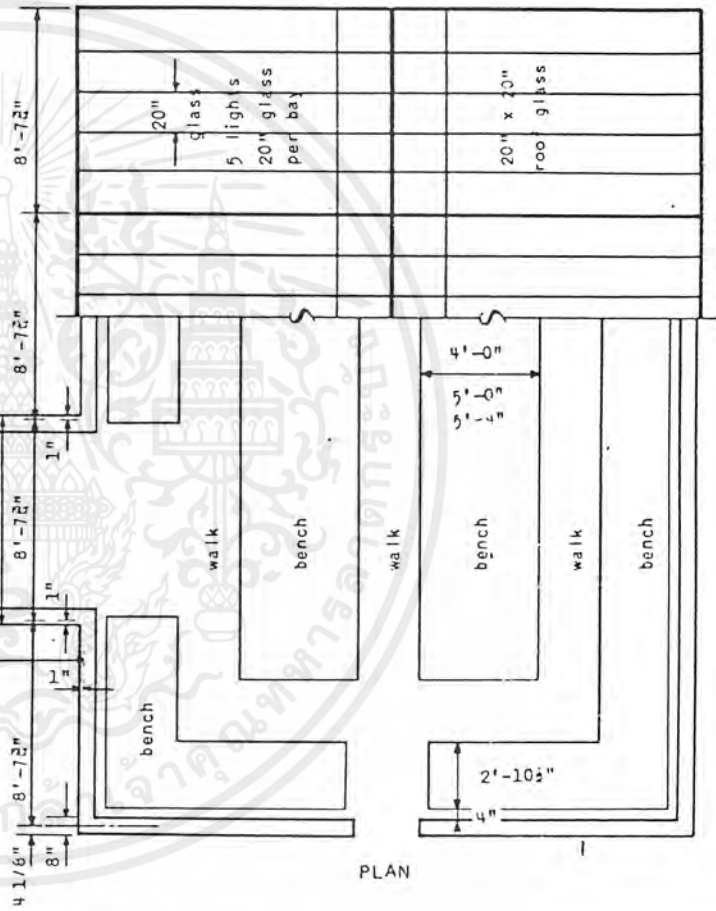 8'-7½"
8'-7½"
8'-7½"
8'-7½"
4 1/8"
8"
1"
1"
1"
20"
glass
5 lights
20" glass
per bay
20" x 20"
roof glass
4'-0"
5'-0"
5'-4"
walk
bench
walk
bench
walk
bench
bench
2'-10½"
4"
PLAN